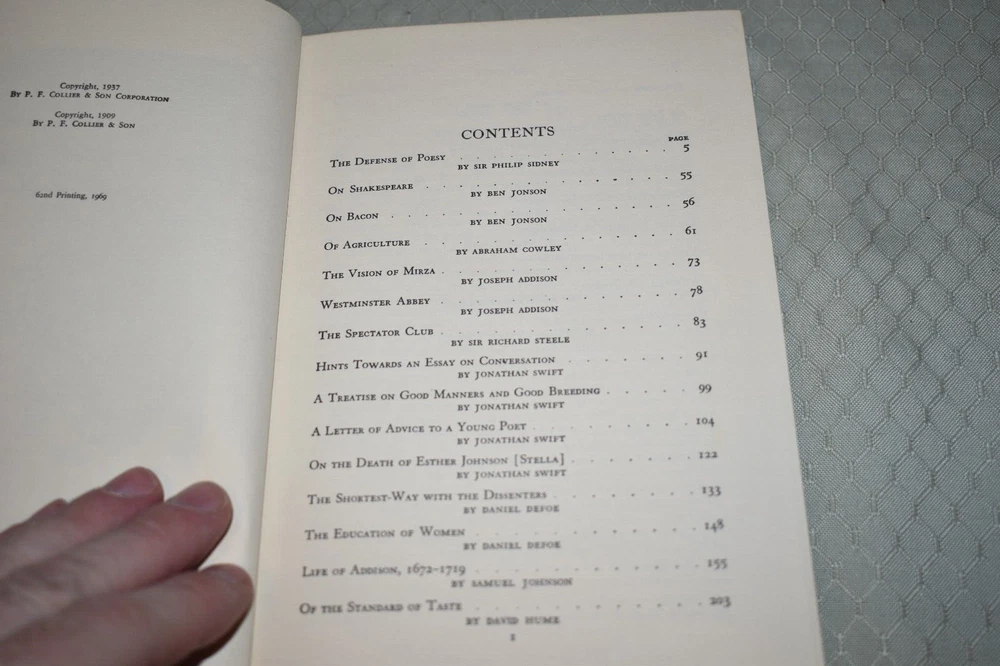 Copyright, 1937
By P. F. Collier & Son Corporation
Copyright, 1909
By P. F. Collier & Son
62nd Printing, 1969
CONTENTS
PAGE
The Defense of Poesy . . . . . . . . . . . 5
BY SIR PHILIP SIDNEY
On Shakespeare . . . . . . . . . . . 55
BY BEN JONSON
On Bacon . . . . . . . . . . . 56
BY BEN JONSON
Of Agriculture . . . . . . . . . . . 61
BY ABRAHAM COWLEY
The Vision of Mirza . . . . . . . . . . . 73
BY JOSEPH ADDISON
Westminster Abbey . . . . . . . . . . . 78
BY JOSEPH ADDISON
The Spectator Club . . . . . . . . . . . 83
BY SIR RICHARD STEELE
Hints Towards an Essay on Conversation . . . . . . 91
BY JONATHAN SWIFT
A Treatise on Good Manners and Good Breeding . . . . . 99
BY JONATHAN SWIFT
A Letter of Advice to a Young Poet . . . . . . . 104
BY JONATHAN SWIFT
On the Death of Esther Johnson [Stella] . . . . . . 122
BY JONATHAN SWIFT
The Shortest-Way with the Dissenters . . . . . . 133
BY DANIEL DEFOE
The Education of Women . . . . . . . . . 148
BY DANIEL DEFOE
Life of Addison, 1672–1719 . . . . . . . . . 155
BY SAMUEL JOHNSON
Of the Standard of Taste . . . . . . . . . 203
BY DAVID HUME
1